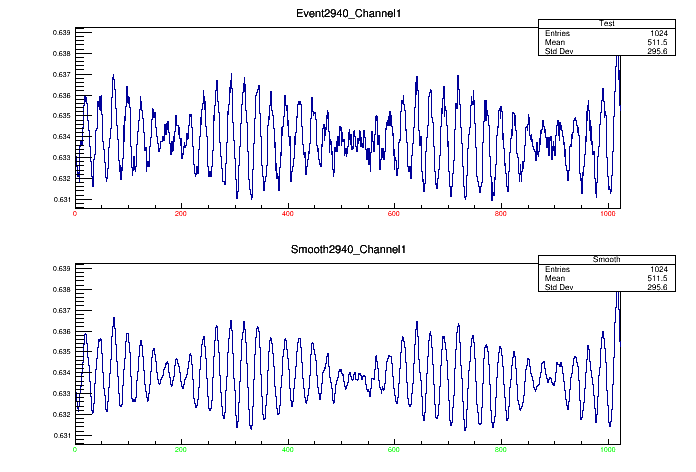 Event2940_Channel1
Test
Entries 1024
Mean 511.5
Std Dev 295.6
0.639
0.638
0.637
0.636
0.635
0.634
0.633
0.632
0.631
0 200 400 600 800 1000
Smooth2940_Channel1
Smooth
Entries 1024
Mean 511.5
Std Dev 295.6
0.639
0.638
0.637
0.636
0.635
0.634
0.633
0.632
0.631
0 200 400 600 800 1000